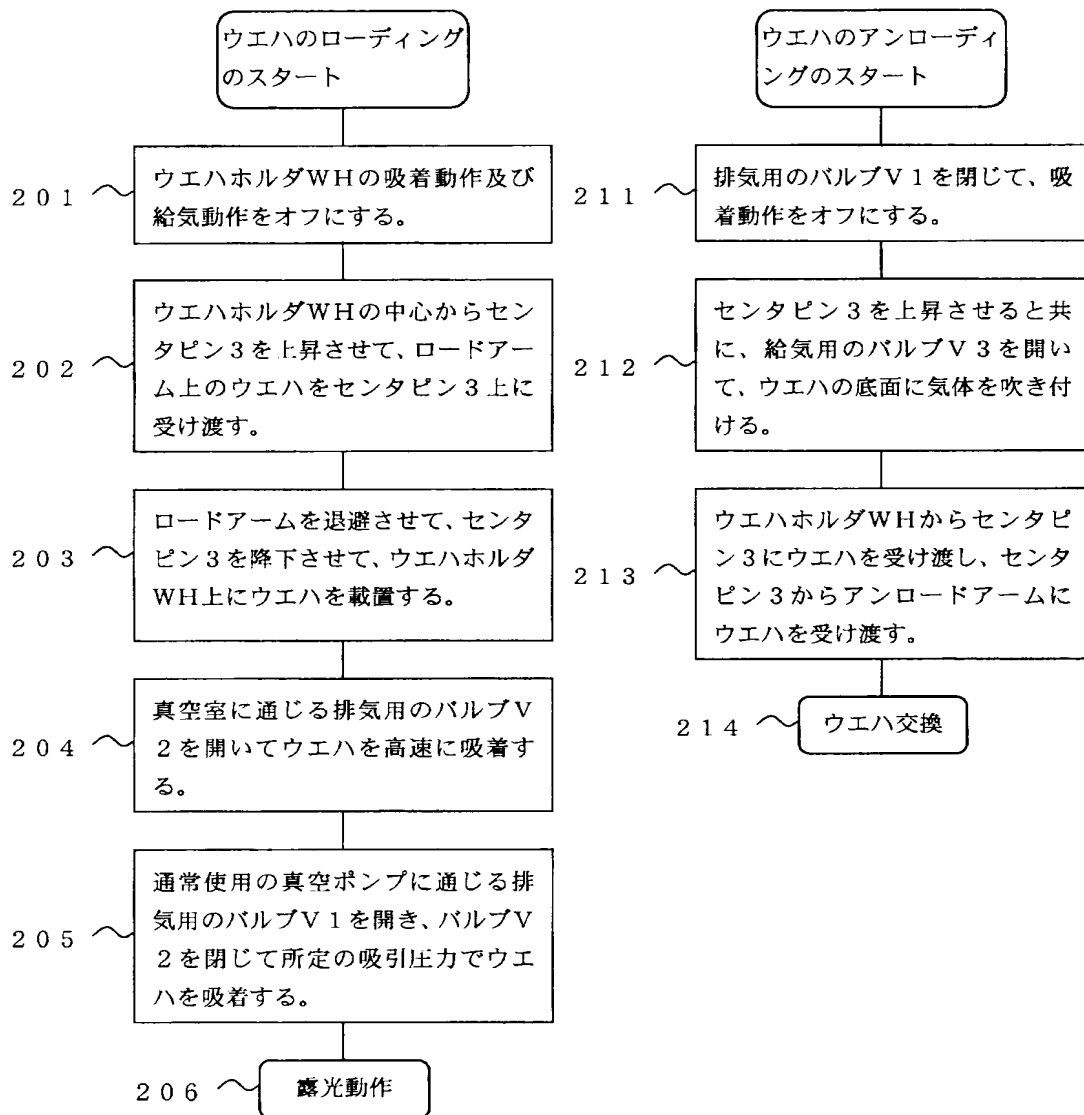 ウエハのローディング
のスタート
201
ウエハホルダWHの吸着動作及び
給気動作をオフにする。
202
ウエハホルダWHの中心からセン
タピン3を上昇させて、ロードア
ーム上のウエハをセンタピン3上に
受け渡す。
203
ロードアームを退避させて、センタ
ピン3を降下させて、ウエハホルダ
WH上にウエハを載置する。
204
真空室に通じる排気用のバルブV
2を開いてウエハを高速に吸着す
る。
205
通常使用の真空ポンプに通じる排
気用のバルブV1を開き、バルブV
2を閉じて所定の吸引圧力でウエ
ハを吸着する。
206
露光動作
ウエハのアンローディ
ングのスタート
211
排気用のバルブV1を閉じて、吸
着動作をオフにする。
212
センタピン3を上昇させると共
に、給気用のバルブV3を開い
て、ウエハの底面に気体を吹き付
ける。
213
ウエハホルダWHからセンタピ
ン3にウエハを受け渡し、センタ
ピン3からアンロードアームに
ウエハを受け渡す。
214
ウエハ交換